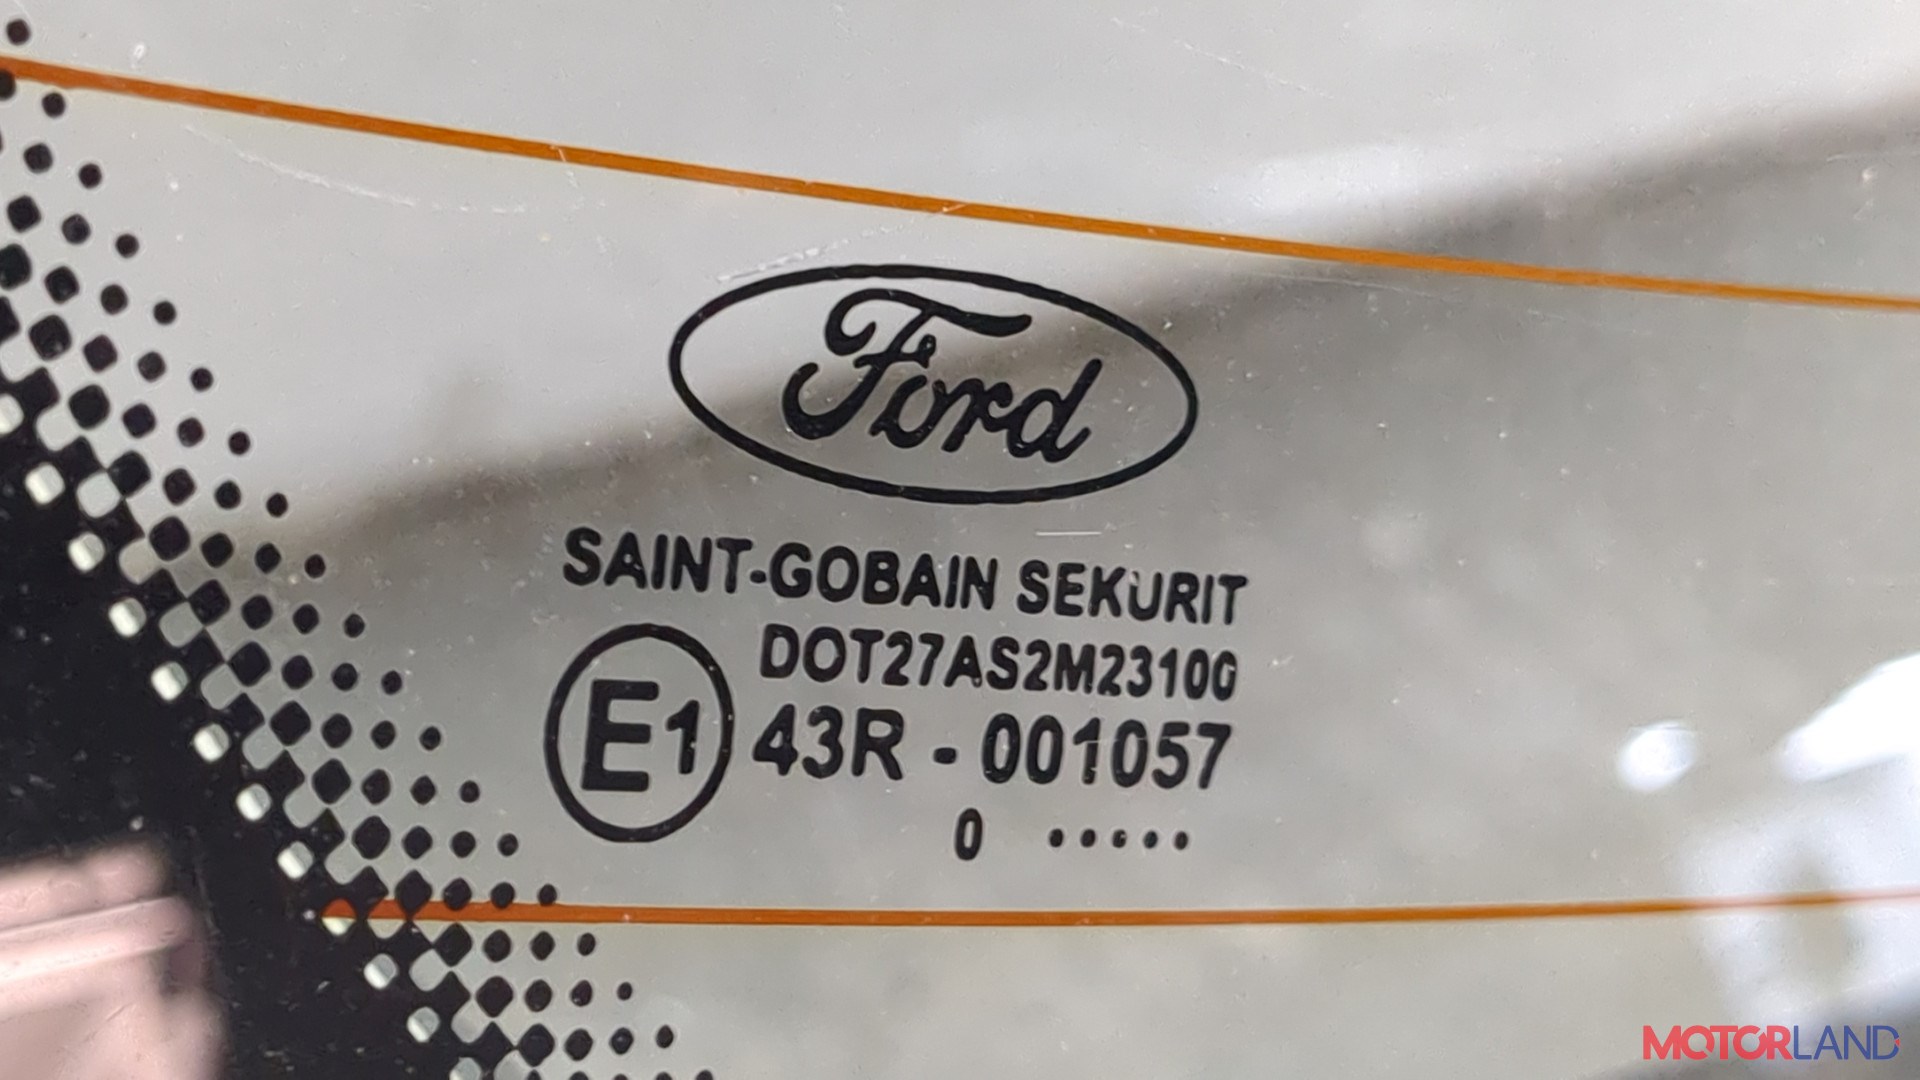 Ford
SAINT-GOBAIN SEKURIT
DOT27AS2M23100
E1 43R - 001057
0 .....
MOTORLAND